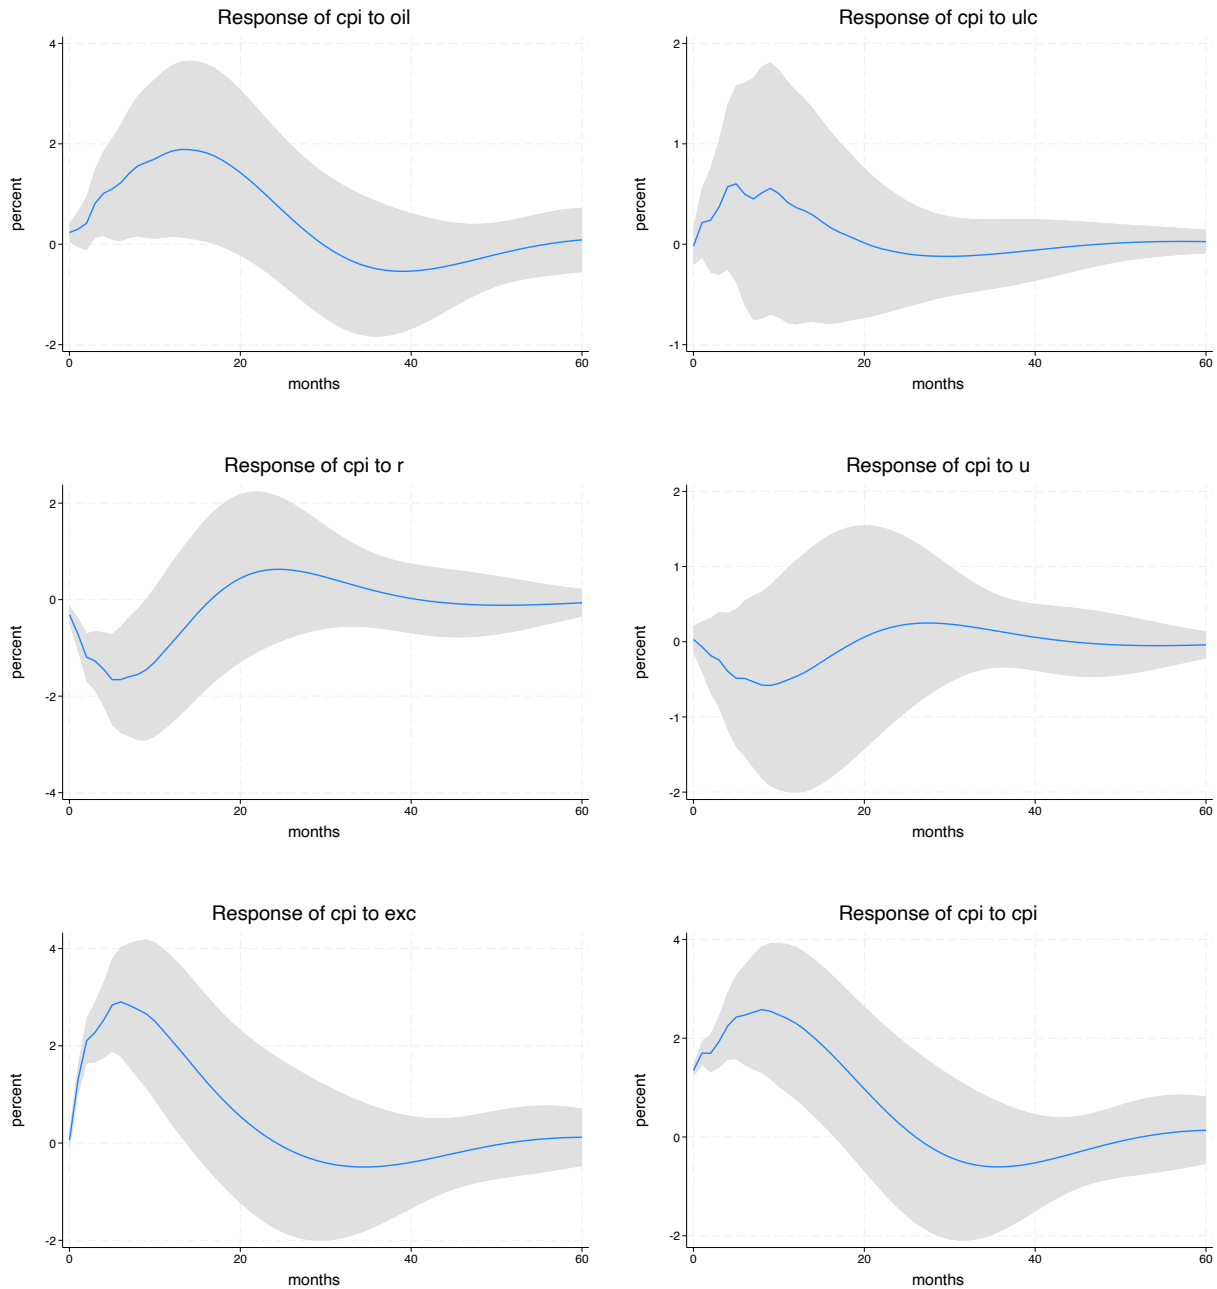 Response of cpi to oil
percent
4
2
0
-2
0 20 40 60
months
Response of cpi to ulc
percent
2
1
0
-1
0 20 40 60
months
Response of cpi to r
percent
2
0
-2
-4
0 20 40 60
months
Response of cpi to u
percent
2
1
0
-1
-2
0 20 40 60
months
Response of cpi to exc
percent
4
2
0
-2
0 20 40 60
months
Response of cpi to cpi
percent
4
2
0
-2
0 20 40 60
months